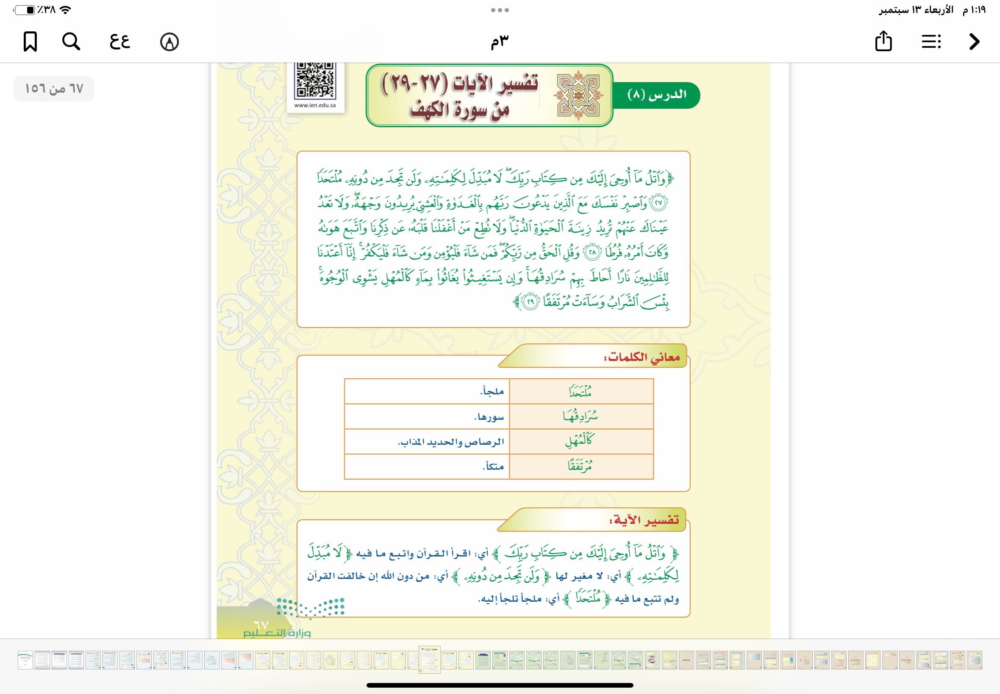 ١:١٩ م الأربعاء ١٣ سبتمبر
٪٣٨
٣م
عع
٦٧ من ١٥٦
الدرس (٨)
تفسير الآيات (٢٧-٢٩)
من سورة الكهف
www.ien.edu.sa
﴿وَٱتۡلُ مَآ أُوحِيَ إِلَيۡكَ مِن كِتَابِ رَبِّكَۖ لَا مُبَدِّلَ لِكَلِمَٰتِهِۦ وَلَن تَجِدَ مِن دُونِهِۦ مُلۡتَحَدٗا
٢٧ وَٱصۡبِرۡ نَفۡسَكَ مَعَ ٱلَّذِينَ يَدۡعُونَ رَبَّهُم بِٱلۡغَدَوٰةِ وَٱلۡعَشِيِّ يُرِيدُونَ وَجۡهَهُۥۖ وَلَا تَعۡدُ
عَيۡنَاكَ عَنۡهُمۡ تُرِيدُ زِينَةَ ٱلۡحَيَوٰةِ ٱلدُّنۡيَاۖ وَلَا تُطِعۡ مَنۡ أَغۡفَلۡنَا قَلۡبَهُۥ عَن ذِكۡرِنَا وَٱتَّبَعَ هَوَىٰهُ
وَكَانَ أَمۡرُهُۥ فُرُطٗا ٢٨ وَقُلِ ٱلۡحَقُّ مِن رَّبِّكُمۡۖ فَمَن شَآءَ فَلۡيُؤۡمِن وَمَن شَآءَ فَلۡيَكۡفُرۡۚ إِنَّآ أَعۡتَدۡنَا
لِلظَّٰلِمِينَ نَارًا أَحَاطَ بِهِمۡ سُرَادِقُهَاۚ وَإِن يَسۡتَغِيثُواْ يُغَاثُواْ بِمَآءٖ كَٱلۡمُهۡلِ يَشۡوِي ٱلۡوُجُوهَۚ
بِئۡسَ ٱلشَّرَابُ وَسَآءَتۡ مُرۡتَفَقًا ٢٩﴾
معاني الكلمات:
مُلۡتَحَدٗا ملجأ.
سُرَادِقُهَا سورها.
كَٱلۡمُهۡلِ الرصاص والحديد المذاب.
مُرۡتَفَقًا متكأ.
تفسير الآية:
﴿ وَٱتۡلُ مَآ أُوحِيَ إِلَيۡكَ مِن كِتَابِ رَبِّكَ ﴾ أي: اقرأ القرآن واتبع ما فيه ﴿ لَا مُبَدِّلَ
لِكَلِمَٰتِهِۦ ﴾ أي: لا مغير لها ﴿ وَلَن تَجِدَ مِن دُونِهِۦ ﴾ أي: من دون الله إن خالفت القرآن
ولم تتبع ما فيه ﴿ مُلۡتَحَدٗا ﴾ أي: ملجأ تلجأ إليه.
٦٧
وزارة التعليم